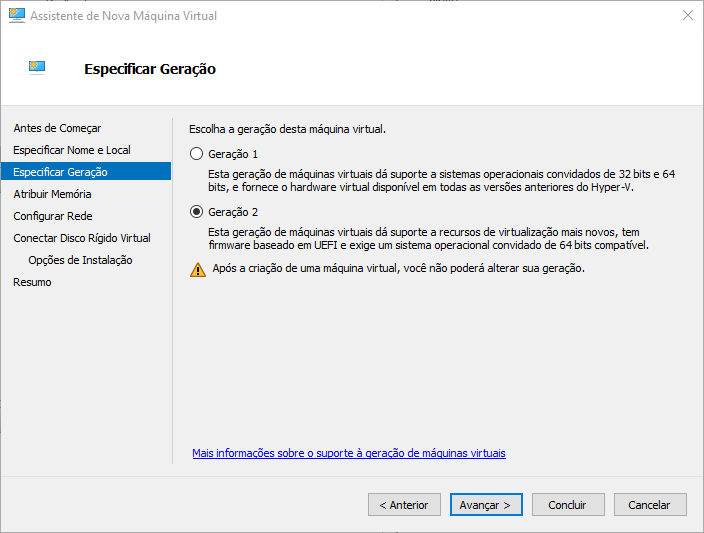 Assistente de Nova Máquina Virtual
Especificar Geração
Antes de Começar
Especificar Nome e Local
Especificar Geração
Atribuir Memória
Configurar Rede
Conectar Disco Rígido Virtual
Opções de Instalação
Resumo
Escolha a geração desta máquina virtual.
Geração 1
Esta geração de máquinas virtuais dá suporte a sistemas operacionais convidados de 32 bits e 64
bits, e fornece o hardware virtual disponível em todas as versões anteriores do Hyper-V.
Geração 2
Esta geração de máquinas virtuais dá suporte a recursos de virtualização mais novos, tem
firmware baseado em UEFI e exige um sistema operacional convidado de 64 bits compatível.
Após a criação de uma máquina virtual, você não poderá alterar sua geração.
Mais informações sobre o suporte à geração de máquinas virtuais
< Anterior
Avançar >
Concluir
Cancelar